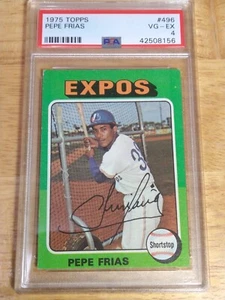 1975 TOPPS #496
PEPE FRIAS VG-EX
PSA 4
42508156
EXPOS
Shortstop
PEPE FRIAS